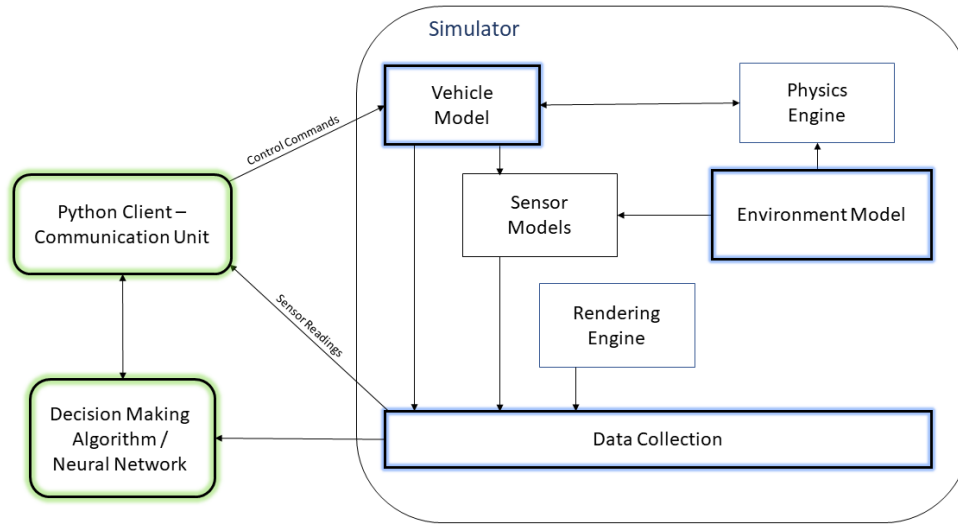 Simulator
Vehicle
Model
Physics
Engine
Control Commands
Python Client –
Communication Unit
Sensor
Models
Environment Model
Sensor Readings
Rendering
Engine
Decision Making
Algorithm /
Neural Network
Data Collection